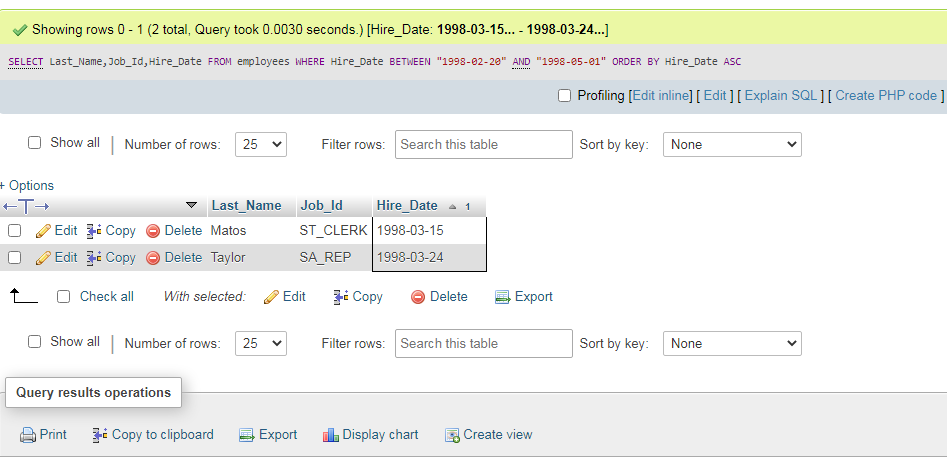 Showing rows 0 - 1 (2 total, Query took 0.0030 seconds.) [Hire_Date: 1998-03-15... - 1998-03-24...]
SELECT Last_Name,Job_Id,Hire_Date FROM employees WHERE Hire_Date BETWEEN "1998-02-20" AND "1998-05-01" ORDER BY Hire_Date ASC
Profiling [Edit inline] [ Edit ] [ Explain SQL ] [ Create PHP code ]
Show all | Number of rows: 25 Filter rows: Search this table Sort by key: None
+ Options
←T→ Last_Name Job_Id Hire_Date 1
Edit Copy Delete Matos ST_CLERK 1998-03-15
Edit Copy Delete Taylor SA_REP 1998-03-24
Check all With selected: Edit Copy Delete Export
Show all | Number of rows: 25 Filter rows: Search this table Sort by key: None
Query results operations
Print Copy to clipboard Export Display chart Create view